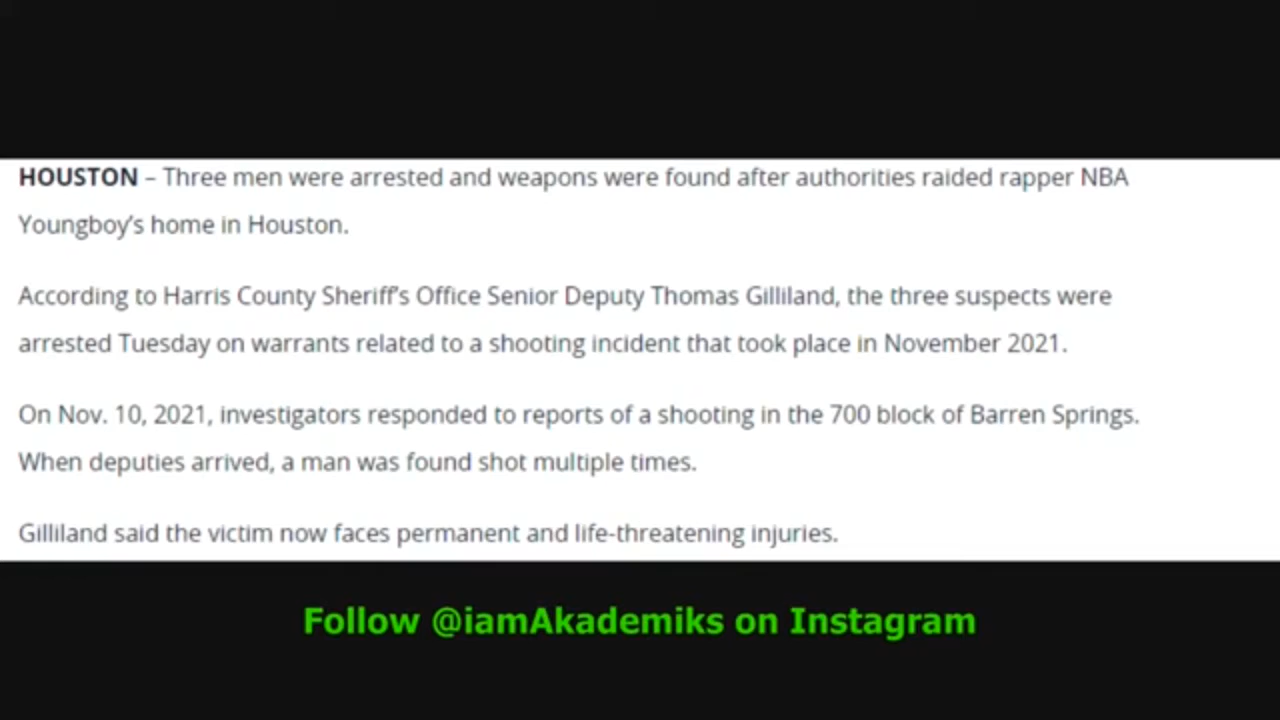 HOUSTON – Three men were arrested and weapons were found after authorities raided rapper NBA
Youngboy’s home in Houston.
According to Harris County Sheriff’s Office Senior Deputy Thomas Gilliland, the three suspects were
arrested Tuesday on warrants related to a shooting incident that took place in November 2021.
On Nov. 10, 2021, investigators responded to reports of a shooting in the 700 block of Barren Springs.
When deputies arrived, a man was found shot multiple times.
Gilliland said the victim now faces permanent and life-threatening injuries.
Follow @iamAkademiks on Instagram